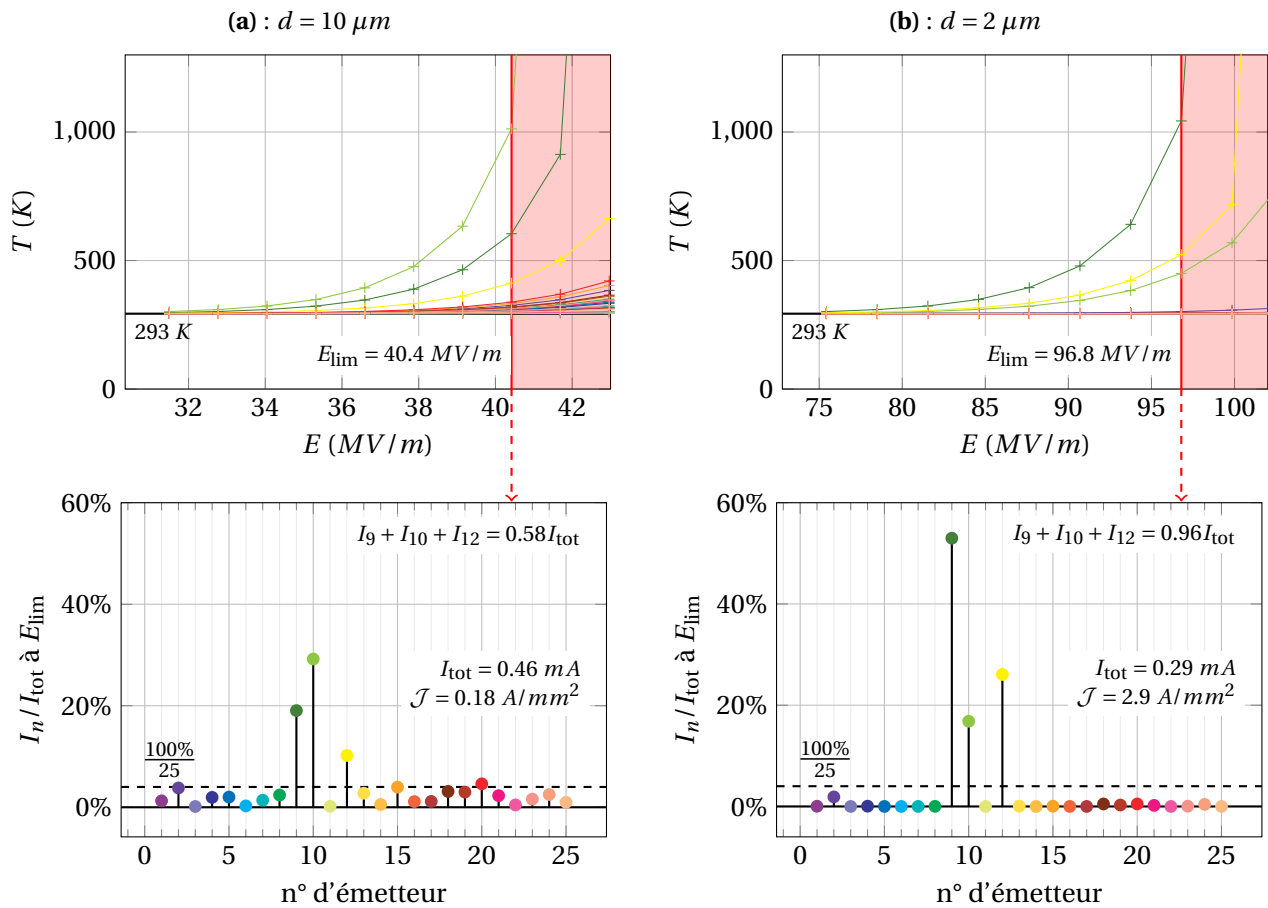 (a) : d = 10 μm
T (K)
1,000
500
0
293 K
E_lim = 40.4 MV/m
32 34 36 38 40 42
E (MV/m)
(b) : d = 2 μm
T (K)
1,000
500
0
293 K
E_lim = 96.8 MV/m
75 80 85 90 95 100
E (MV/m)
I_n/I_tot à E_lim
60%
40%
20%
0%
I_9 + I_10 + I_12 = 0.58I_tot
I_tot = 0.46 mA
𝒥 = 0.18 A/mm²
100%
25
0 5 10 15 20 25
n° d'émetteur
I_n/I_tot à E_lim
60%
40%
20%
0%
I_9 + I_10 + I_12 = 0.96I_tot
I_tot = 0.29 mA
𝒥 = 2.9 A/mm²
100%
25
0 5 10 15 20 25
n° d'émetteur